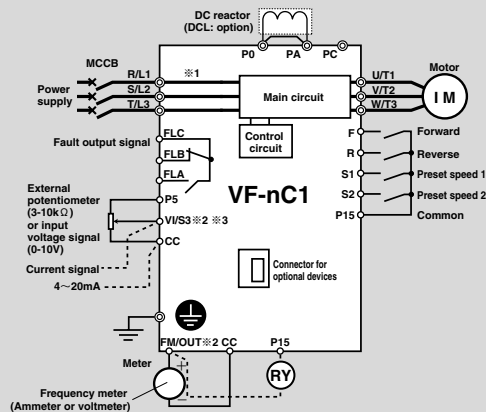 DC reactor
(DCL: option)
P0 PA PC
MCCB
R/L1 ※1 U/T1 Motor
Power supply
S/L2 Main circuit V/T2 I M
T/L3 W/T3
FLC Control circuit F Forward
Fault output signal
FLB R Reverse
FLA S1 Preset speed 1
External
potentiometer
(3-10kΩ)
or input
voltage signal
(0-10V)
P5 VF-nC1 S2 Preset speed 2
VI/S3※2 ※3 P15 Common
CC
Current signal
4～20mA
Connector for
optional devices
FM/OUT※2 CC P15
Meter + − RY
Frequency meter
(Ammeter or voltmeter)